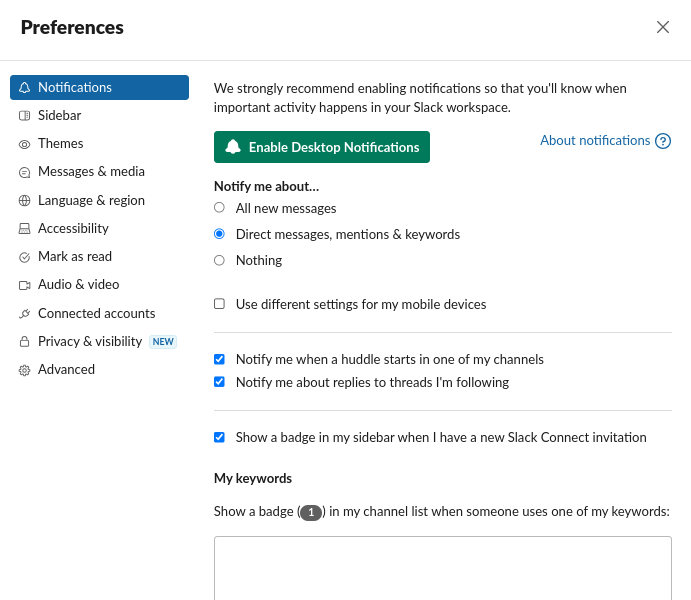 Preferences
Notifications
Sidebar
Themes
Messages & media
Language & region
Accessibility
Mark as read
Audio & video
Connected accounts
Privacy & visibility NEW
Advanced
We strongly recommend enabling notifications so that you'll know when
important activity happens in your Slack workspace.
Enable Desktop Notifications
About notifications
Notify me about...
All new messages
Direct messages, mentions & keywords
Nothing
Use different settings for my mobile devices
Notify me when a huddle starts in one of my channels
Notify me about replies to threads I'm following
Show a badge in my sidebar when I have a new Slack Connect invitation
My keywords
Show a badge (1) in my channel list when someone uses one of my keywords: